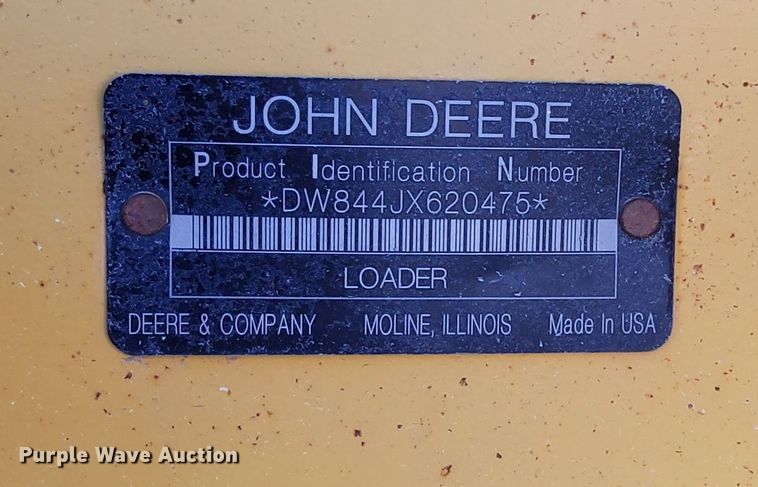 JOHN DEERE
Product Identification Number
*DW844JX620475*
LOADER
DEERE & COMPANY MOLINE, ILLINOIS Made In USA
Purple Wave Auction